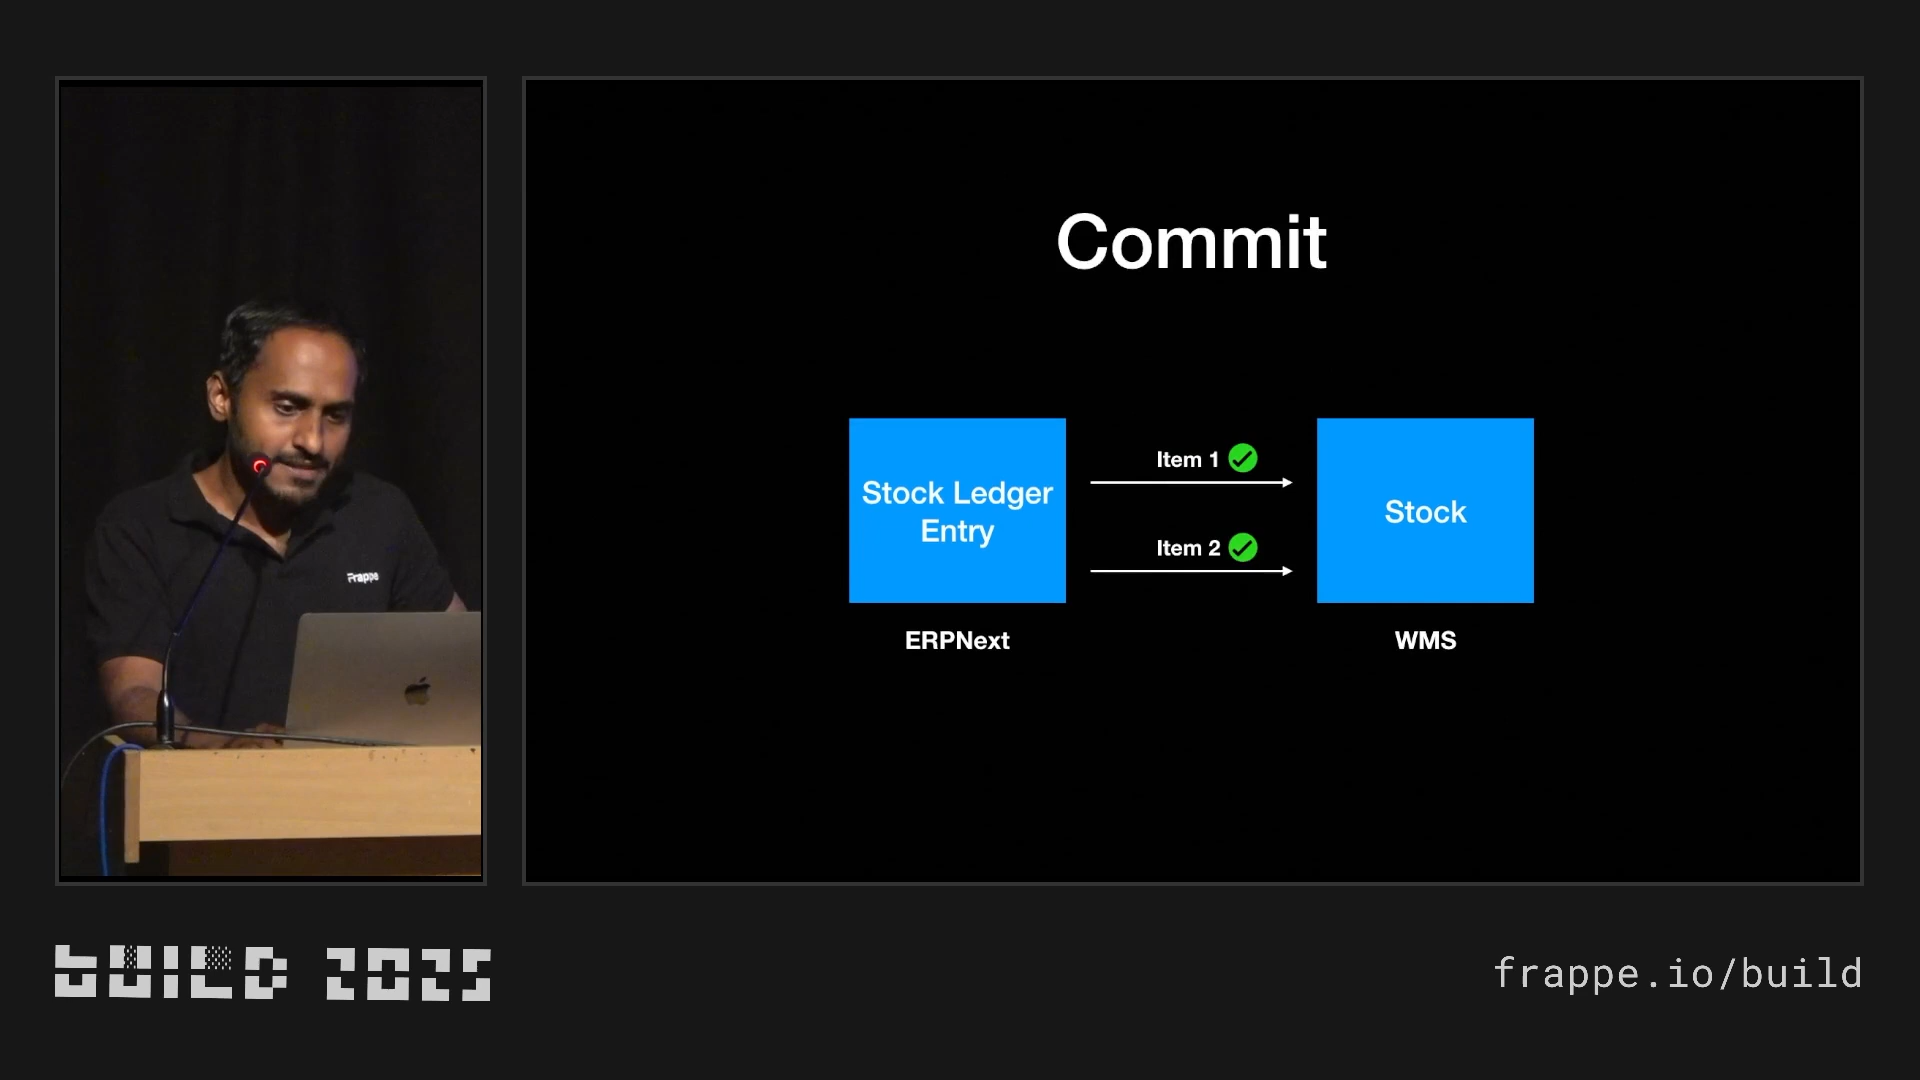 Frappe
Commit
Stock Ledger
Entry
Item 1
Item 2
Stock
ERPNext
WMS
BUILD 2025
frappe.io/build